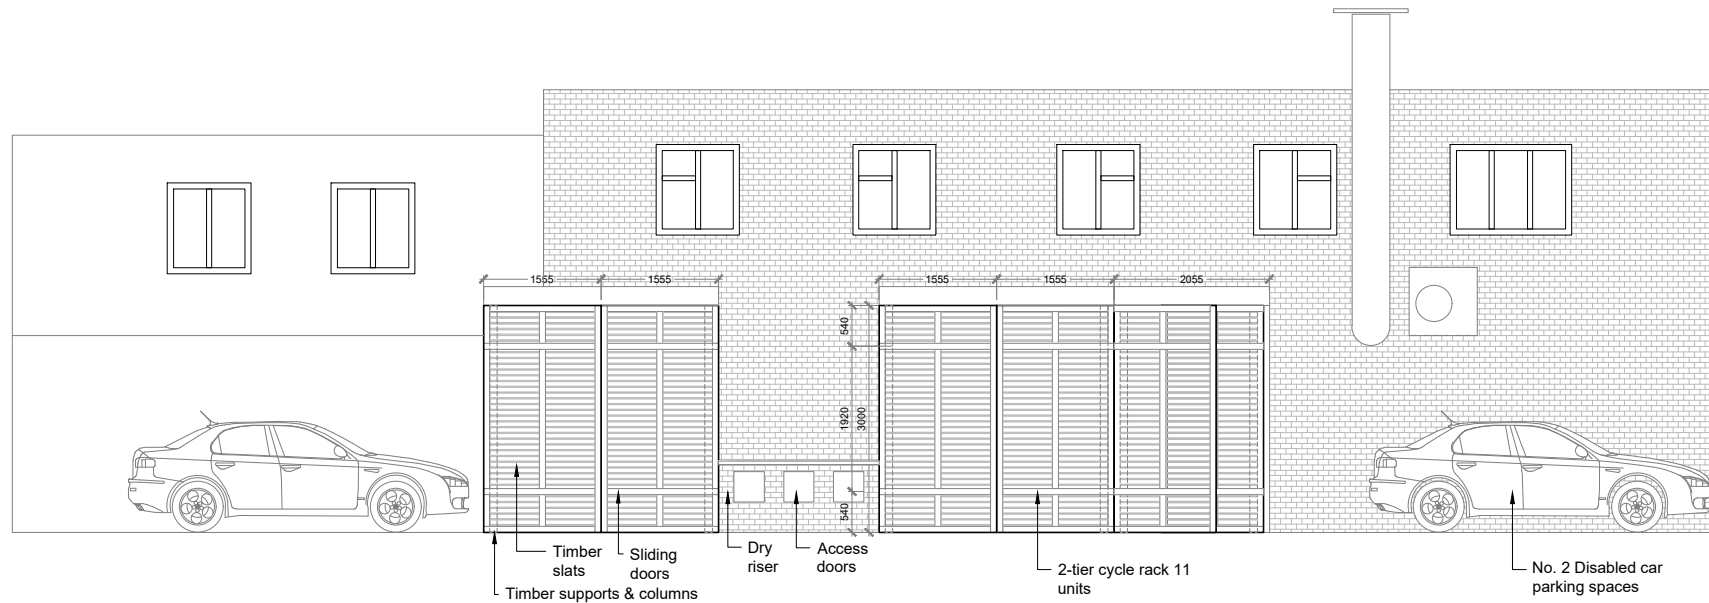 1555
1555
1555
1555
2055
540
1920
3000
540
Timber
slats
Sliding
doors
Timber supports & columns
Dry
riser
Access
doors
2-tier cycle rack 11
units
No. 2 Disabled car
parking spaces